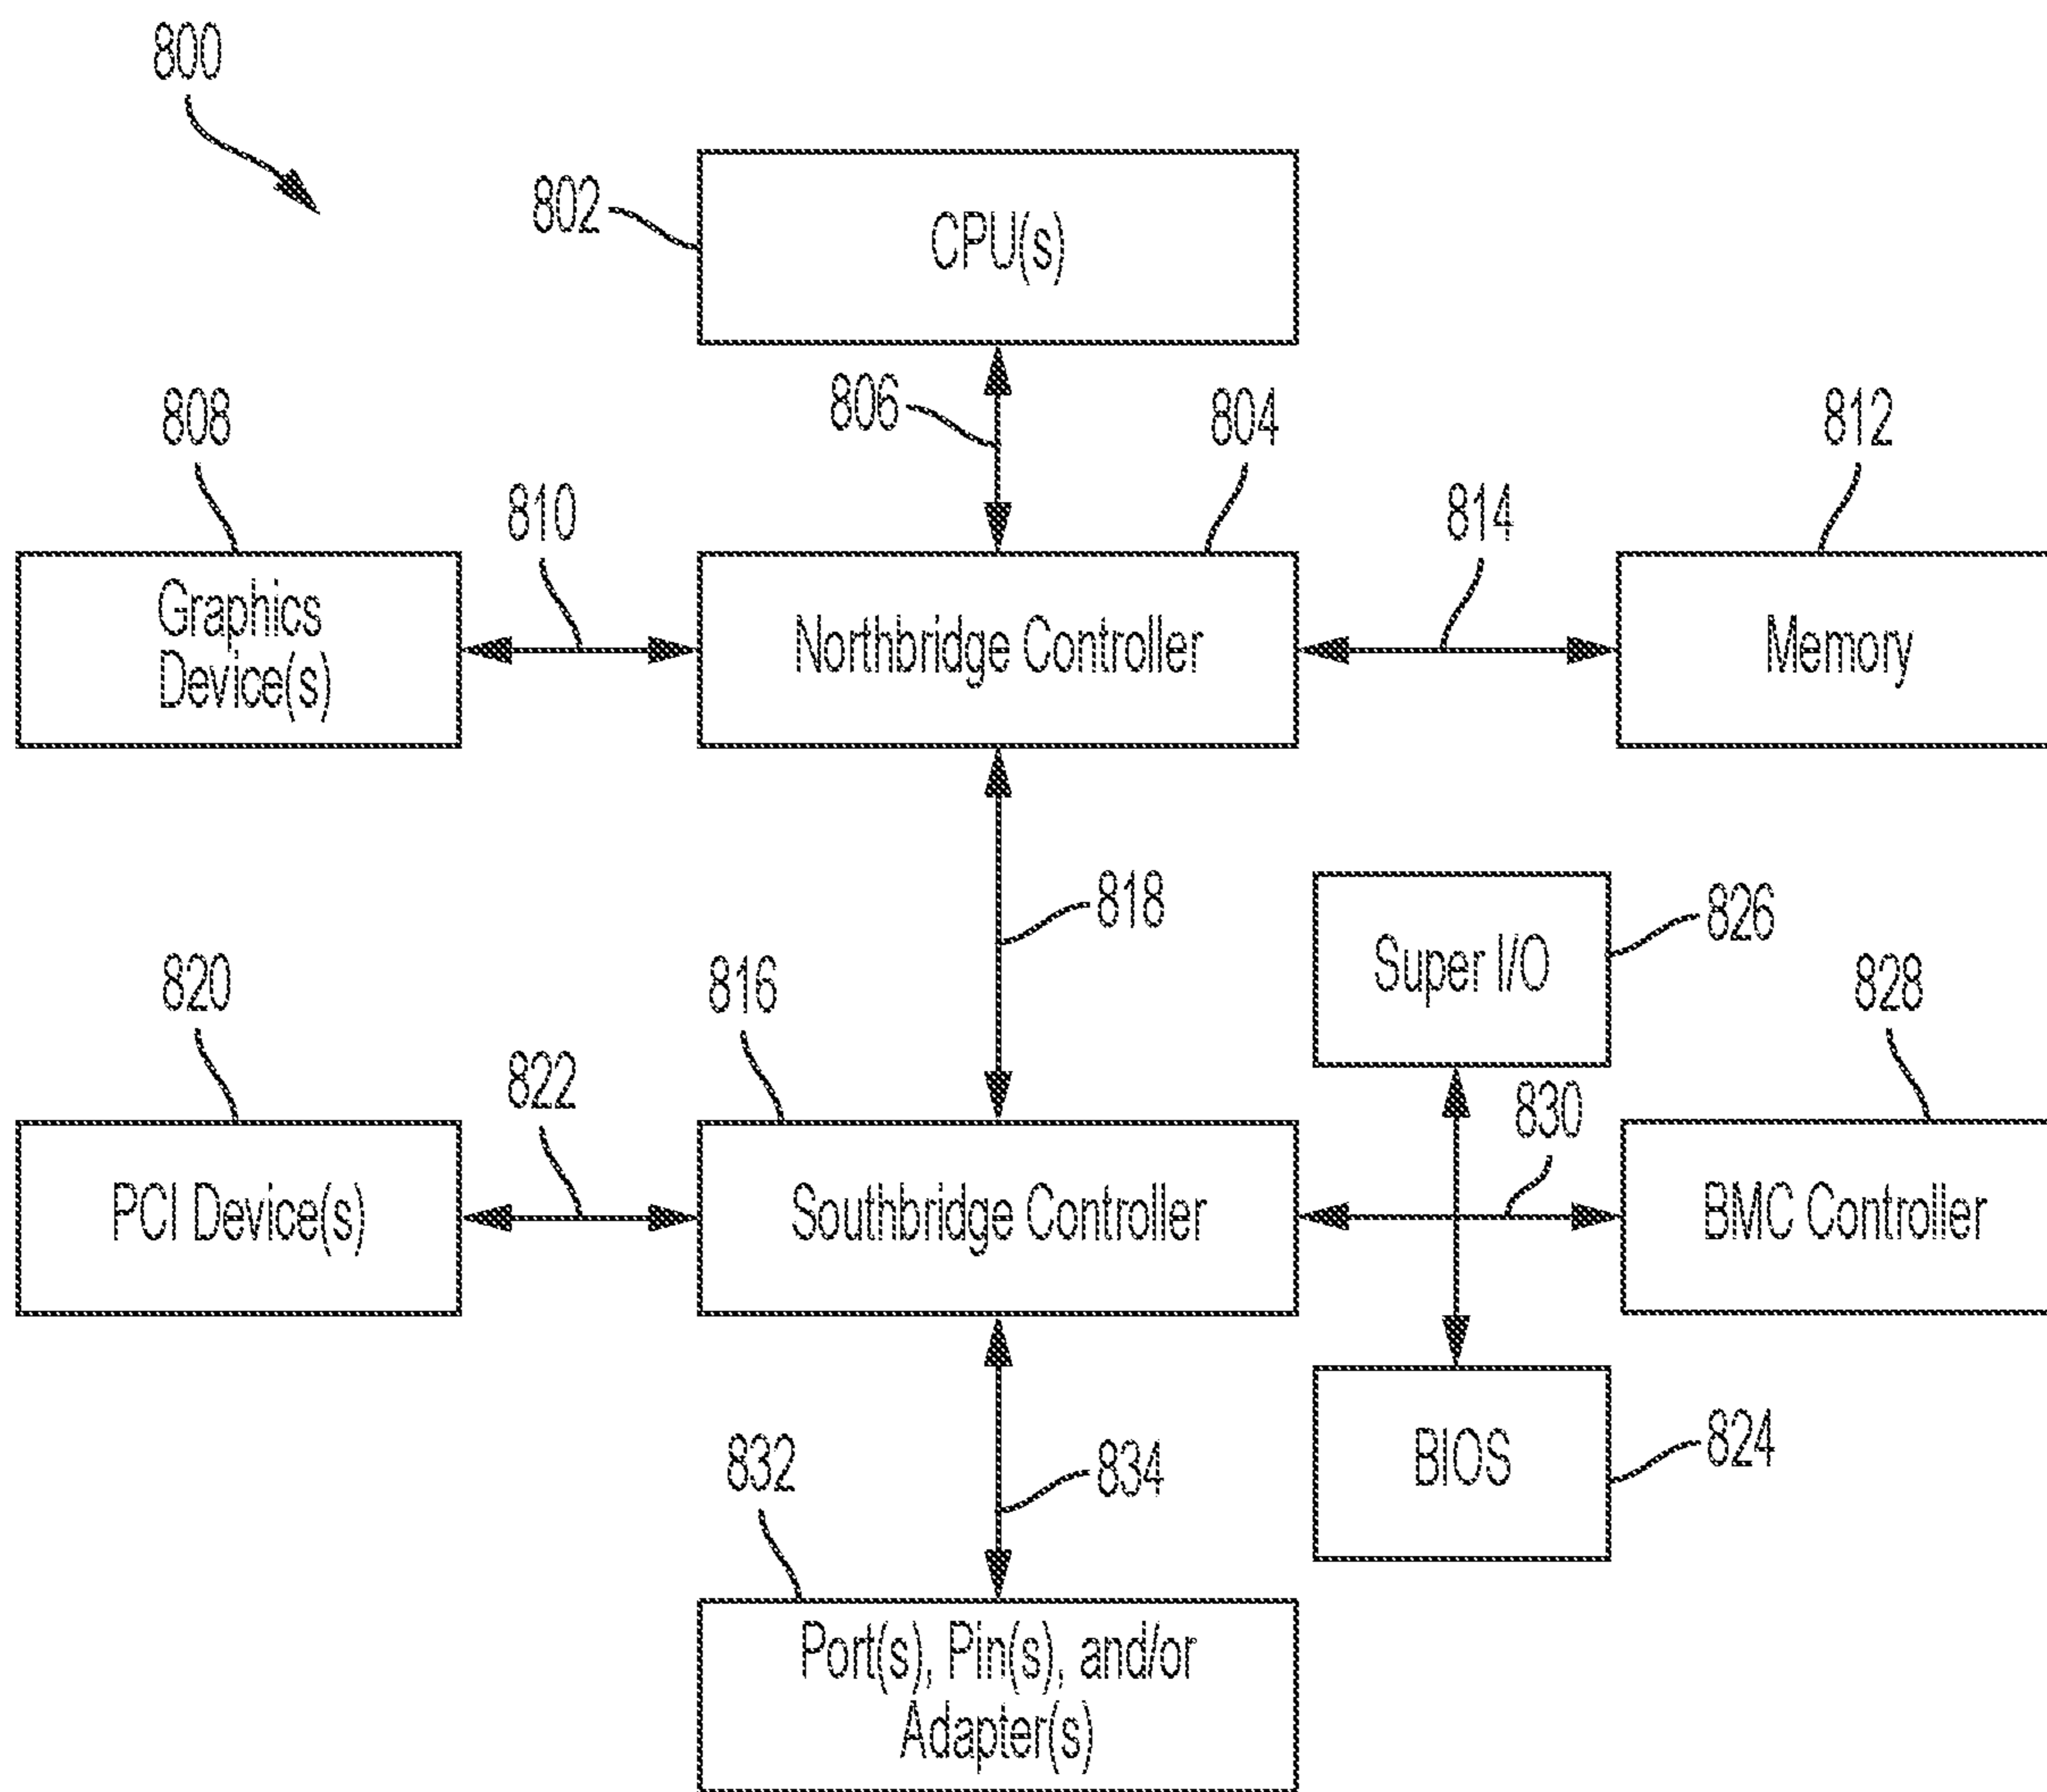 800
802
CPU(s)
806
804
808
812
810
814
Graphics
Device(s)
Northbridge Controller
Memory
818
826
Super I/O
820
816
828
822
830
PCI Device(s)
Southbridge Controller
BMC Controller
832
834
BIOS
824
Port(s), Pin(s), and/or
Adapter(s)